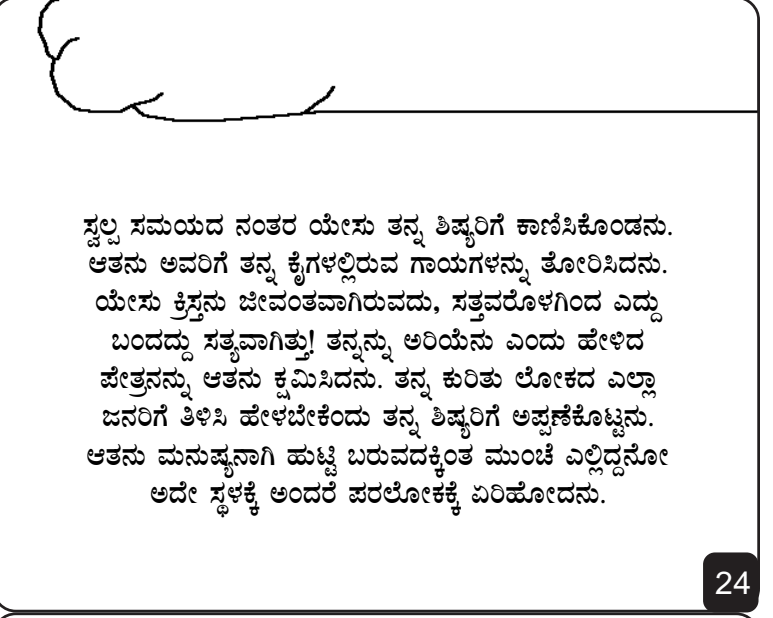 ಸ್ವಲ್ಪ ಸಮಯದ ನಂತರ ಯೇಸು ತನ್ನ ಶಿಷ್ಯರಿಗೆ ಕಾಣಿಸಿಕೊಂಡನು.
ಆತನು ಅವರಿಗೆ ತನ್ನ ಕೈಗಳಲ್ಲಿರುವ ಗಾಯಗಳನ್ನು ತೋರಿಸಿದನು.
ಯೇಸು ಕ್ರಿಸ್ತನು ಜೀವಂತವಾಗಿರುವದು, ಸತ್ತವರೊಳಗಿಂದ ಎದ್ದು
ಬಂದದ್ದು ಸತ್ಯವಾಗಿತ್ತು! ತನ್ನನ್ನು ಅರಿಯೆನು ಎಂದು ಹೇಳಿದ
ಪೇತ್ರನನ್ನು ಆತನು ಕ್ಷಮಿಸಿದನು. ತನ್ನ ಕುರಿತು ಲೋಕದ ಎಲ್ಲಾ
ಜನರಿಗೆ ತಿಳಿಸಿ ಹೇಳಬೇಕೆಂದು ತನ್ನ ಶಿಷ್ಯರಿಗೆ ಅಪ್ಪಣೆಕೊಟ್ಟನು.
ಆತನು ಮನುಷ್ಯನಾಗಿ ಹುಟ್ಟಿ ಬರುವದಕ್ಕಿಂತ ಮುಂಚೆ ಎಲ್ಲಿದ್ದನೋ
ಅದೇ ಸ್ಥಳಕ್ಕೆ ಅಂದರೆ ಪರಲೋಕಕ್ಕೆ ಏರಿಹೋದನು.
24